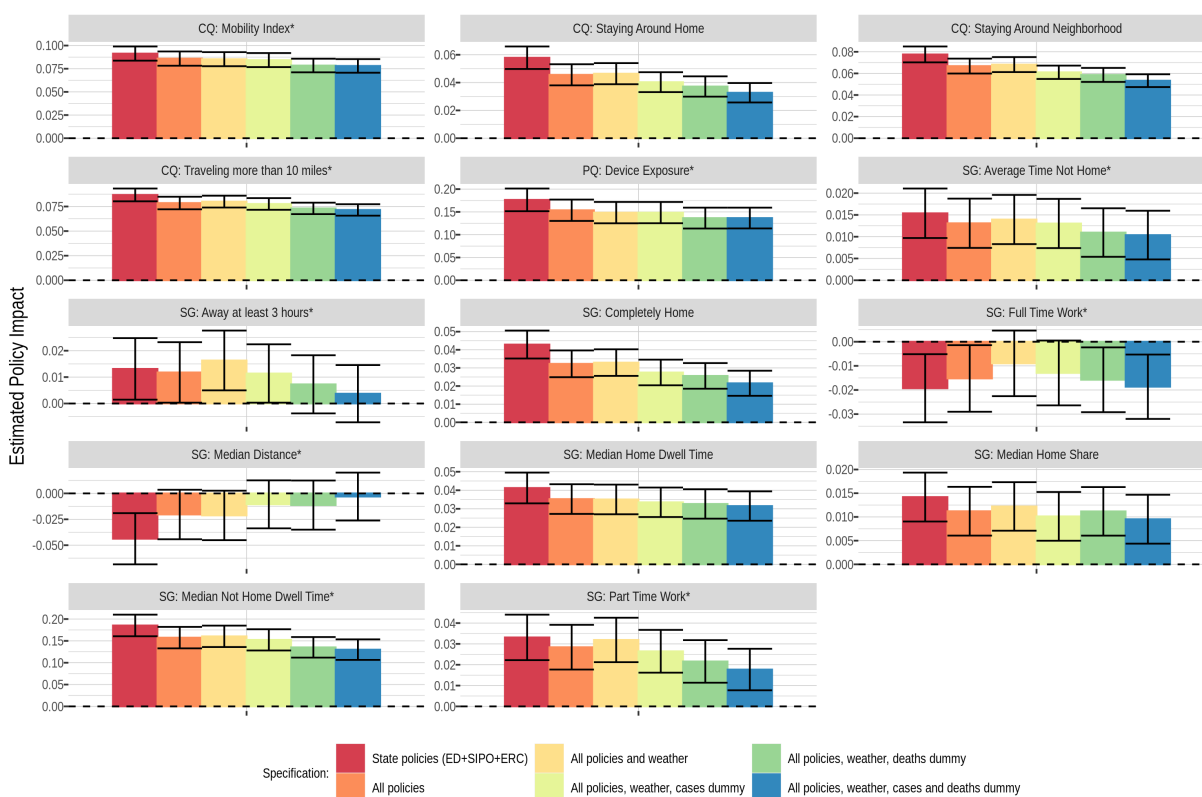 CQ: Mobility Index*
CQ: Staying Around Home
CQ: Staying Around Neighborhood
0.100
0.075
0.050
0.025
0.000
0.06
0.04
0.02
0.00
0.08
0.06
0.04
0.02
0.00
CQ: Traveling more than 10 miles*
PQ: Device Exposure*
SG: Average Time Not Home*
0.075
0.050
0.025
0.000
0.20
0.15
0.10
0.05
0.00
0.020
0.015
0.010
0.005
0.000
SG: Away at least 3 hours*
SG: Completely Home
SG: Full Time Work*
0.02
0.01
0.00
0.05
0.04
0.03
0.02
0.01
0.00
0.00
-0.01
-0.02
-0.03
SG: Median Distance*
SG: Median Home Dwell Time
SG: Median Home Share
0.000
-0.025
-0.050
0.05
0.04
0.03
0.02
0.01
0.00
0.020
0.015
0.010
0.005
0.000
SG: Median Not Home Dwell Time*
SG: Part Time Work*
0.20
0.15
0.10
0.05
0.00
0.04
0.03
0.02
0.01
0.00
Estimated Policy Impact
Specification:
State policies (ED+SIPO+ERC)
All policies
All policies and weather
All policies, weather, cases dummy
All policies, weather, deaths dummy
All policies, weather, cases and deaths dummy